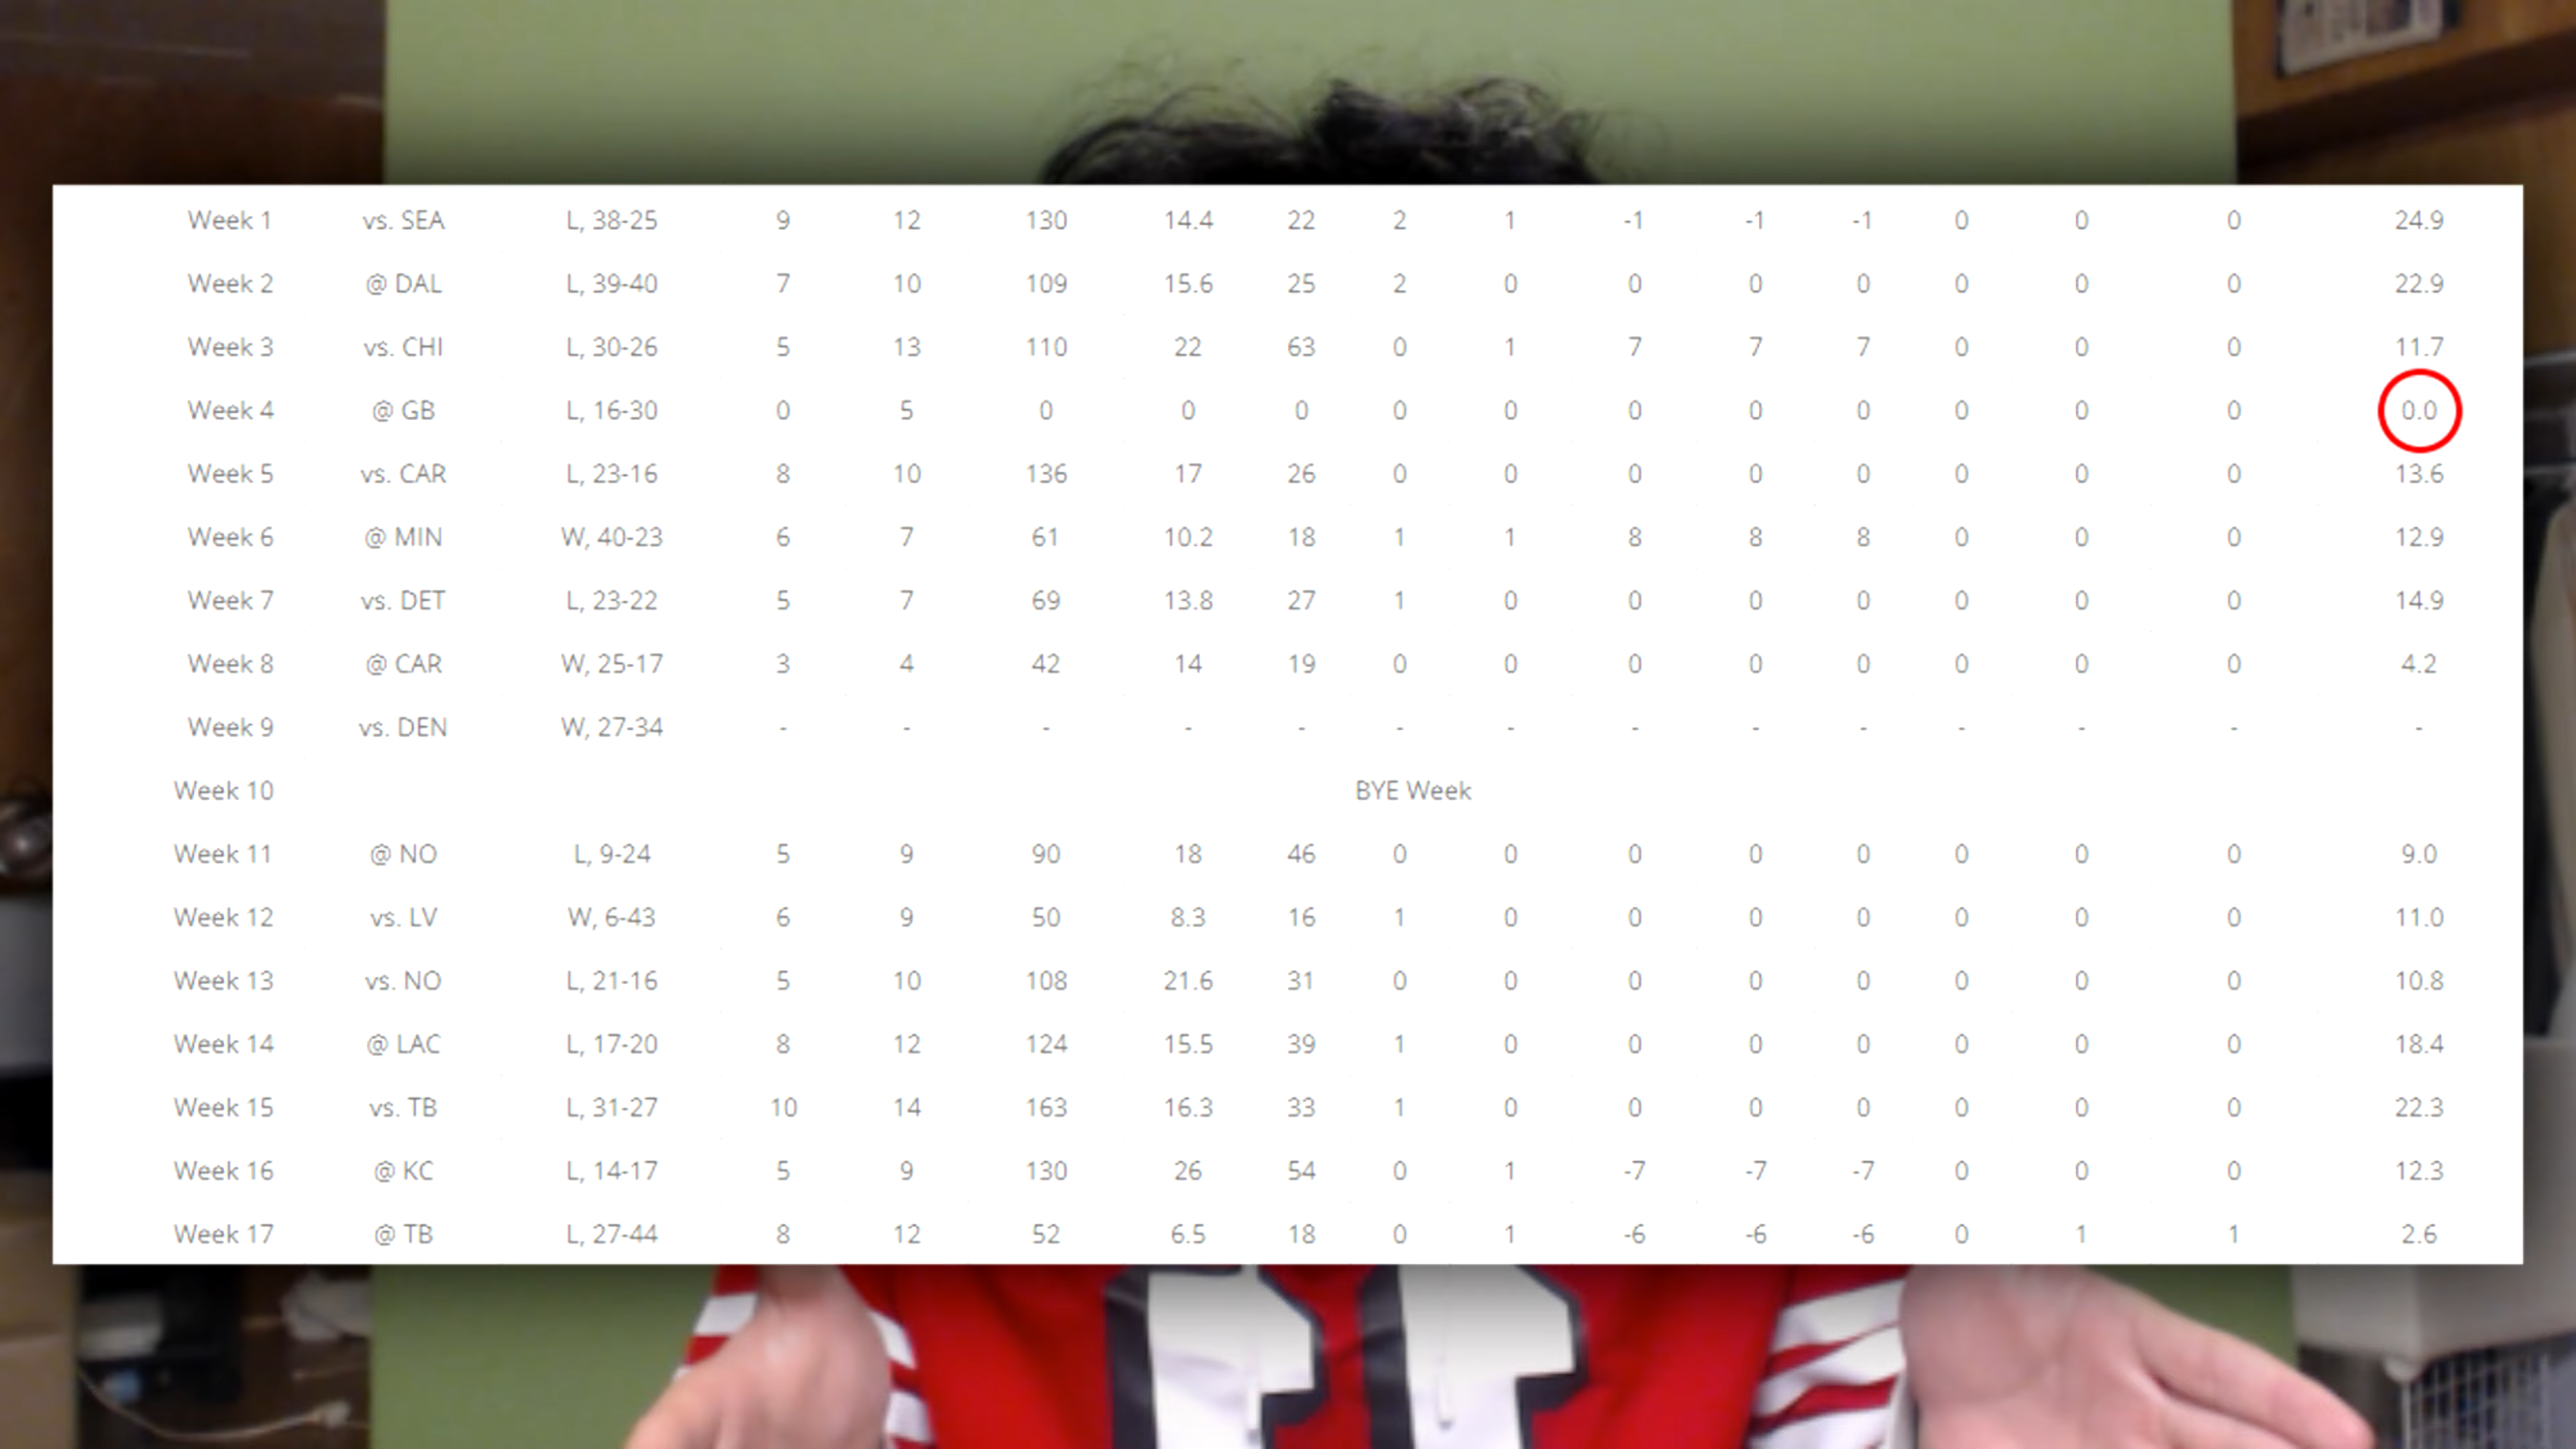 Week 1 vs. SEA L, 38-25 9 12 130 14.4 22 2 1 -1 -1 -1 0 0 0 24.9
Week 2 @ DAL L, 39-40 7 10 109 15.6 25 2 0 0 0 0 0 0 0 22.9
Week 3 vs. CHI L, 30-26 5 13 110 22 63 0 1 7 7 7 0 0 0 11.7
Week 4 @ GB L, 16-30 0 5 0 0 0 0 0 0 0 0 0 0 0 0.0
Week 5 vs. CAR L, 23-16 8 10 136 17 26 0 0 0 0 0 0 0 0 13.6
Week 6 @ MIN W, 40-23 6 7 61 10.2 18 1 1 8 8 8 0 0 0 12.9
Week 7 vs. DET L, 23-22 5 7 69 13.8 27 1 0 0 0 0 0 0 0 14.9
Week 8 @ CAR W, 25-17 3 4 42 14 19 0 0 0 0 0 0 0 0 4.2
Week 9 vs. DEN W, 27-34 - - - - - - - - - - - - - -
Week 10 BYE Week
Week 11 @ NO L, 9-24 5 9 90 18 46 0 0 0 0 0 0 0 0 9.0
Week 12 vs. LV W, 6-43 6 9 50 8.3 16 1 0 0 0 0 0 0 0 11.0
Week 13 vs. NO L, 21-16 5 10 108 21.6 31 0 0 0 0 0 0 0 0 10.8
Week 14 @ LAC L, 17-20 8 12 124 15.5 39 1 0 0 0 0 0 0 0 18.4
Week 15 vs. TB L, 31-27 10 14 163 16.3 33 1 0 0 0 0 0 0 0 22.3
Week 16 @ KC L, 14-17 5 9 130 26 54 0 1 -7 -7 -7 0 0 0 12.3
Week 17 @ TB L, 27-44 8 12 52 6.5 18 0 1 -6 -6 -6 0 1 1 2.6